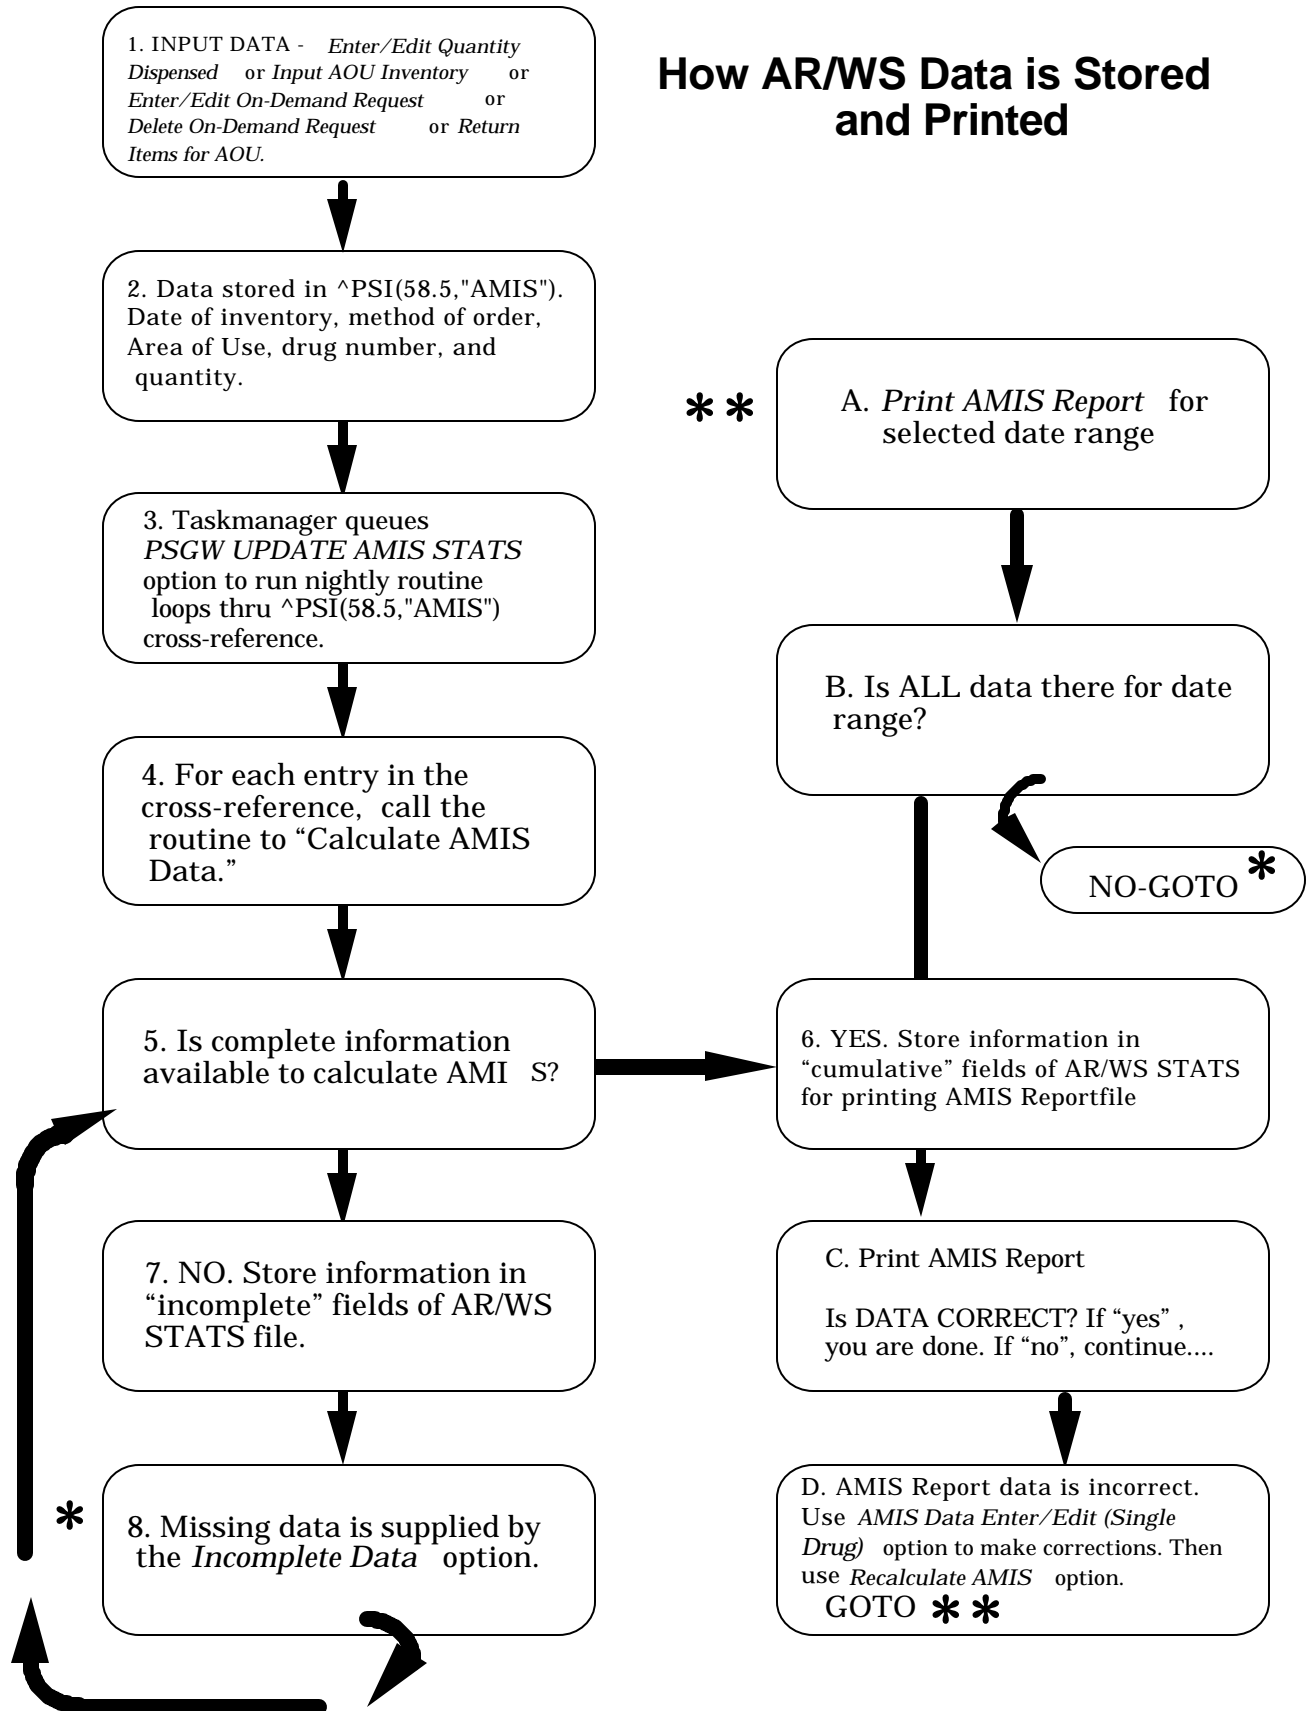 How AR/WS Data is Stored
and Printed
1. INPUT DATA - Enter/Edit Quantity
Dispensed or Input AOU Inventory or
Enter/Edit On-Demand Request or
Delete On-Demand Request or Return
Items for AOU.
2. Data stored in ^PSI(58.5,"AMIS").
Date of inventory, method of order,
Area of Use, drug number, and
quantity.
3. Taskmanager queues
PSGW UPDATE AMIS STATS
option to run nightly routine
loops thru ^PSI(58.5,"AMIS")
cross-reference.
4. For each entry in the
cross-reference, call the
routine to “Calculate AMIS
Data.”
5. Is complete information
available to calculate AMI S?
7. NO. Store information in
“incomplete” fields of AR/WS
STATS file.
*
8. Missing data is supplied by
the Incomplete Data option.
**
A. Print AMIS Report for
selected date range
B. Is ALL data there for date
range?
NO-GOTO *
6. YES. Store information in
“cumulative” fields of AR/WS STATS
for printing AMIS Reportfile
C. Print AMIS Report
Is DATA CORRECT? If “yes” ,
you are done. If “no”, continue....
D. AMIS Report data is incorrect.
Use AMIS Data Enter/Edit (Single
Drug) option to make corrections. Then
use Recalculate AMIS option.
GOTO **